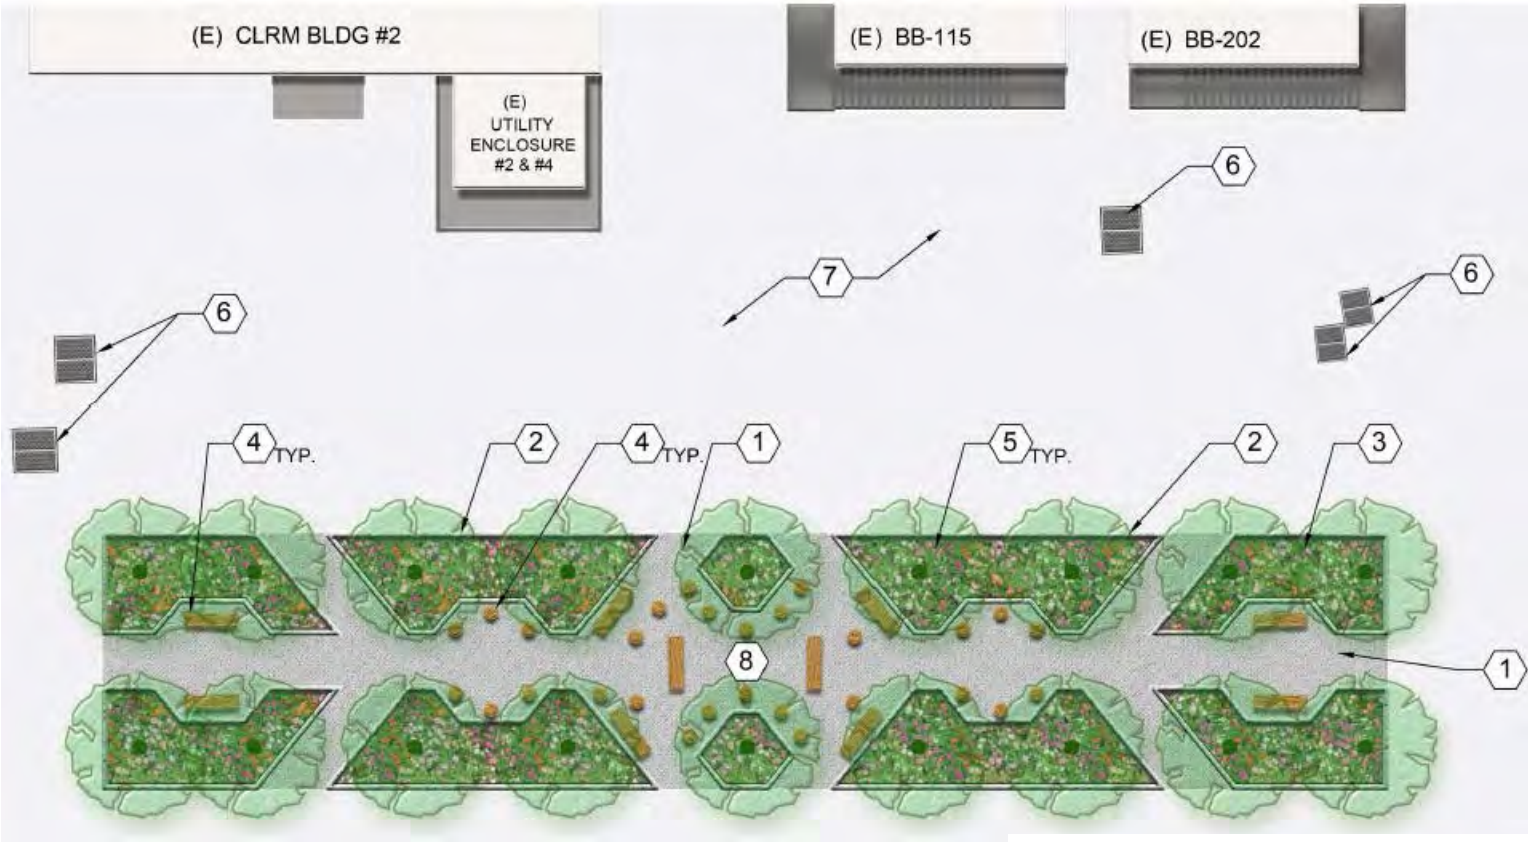 (E) CLRM BLDG #2
(E) BB-115
(E) BB-202
(E)
UTILITY
ENCLOSURE
#2 & #4
6
7
6
6
4 TYP.
2
4 TYP.
1
5 TYP.
2
3
8
1